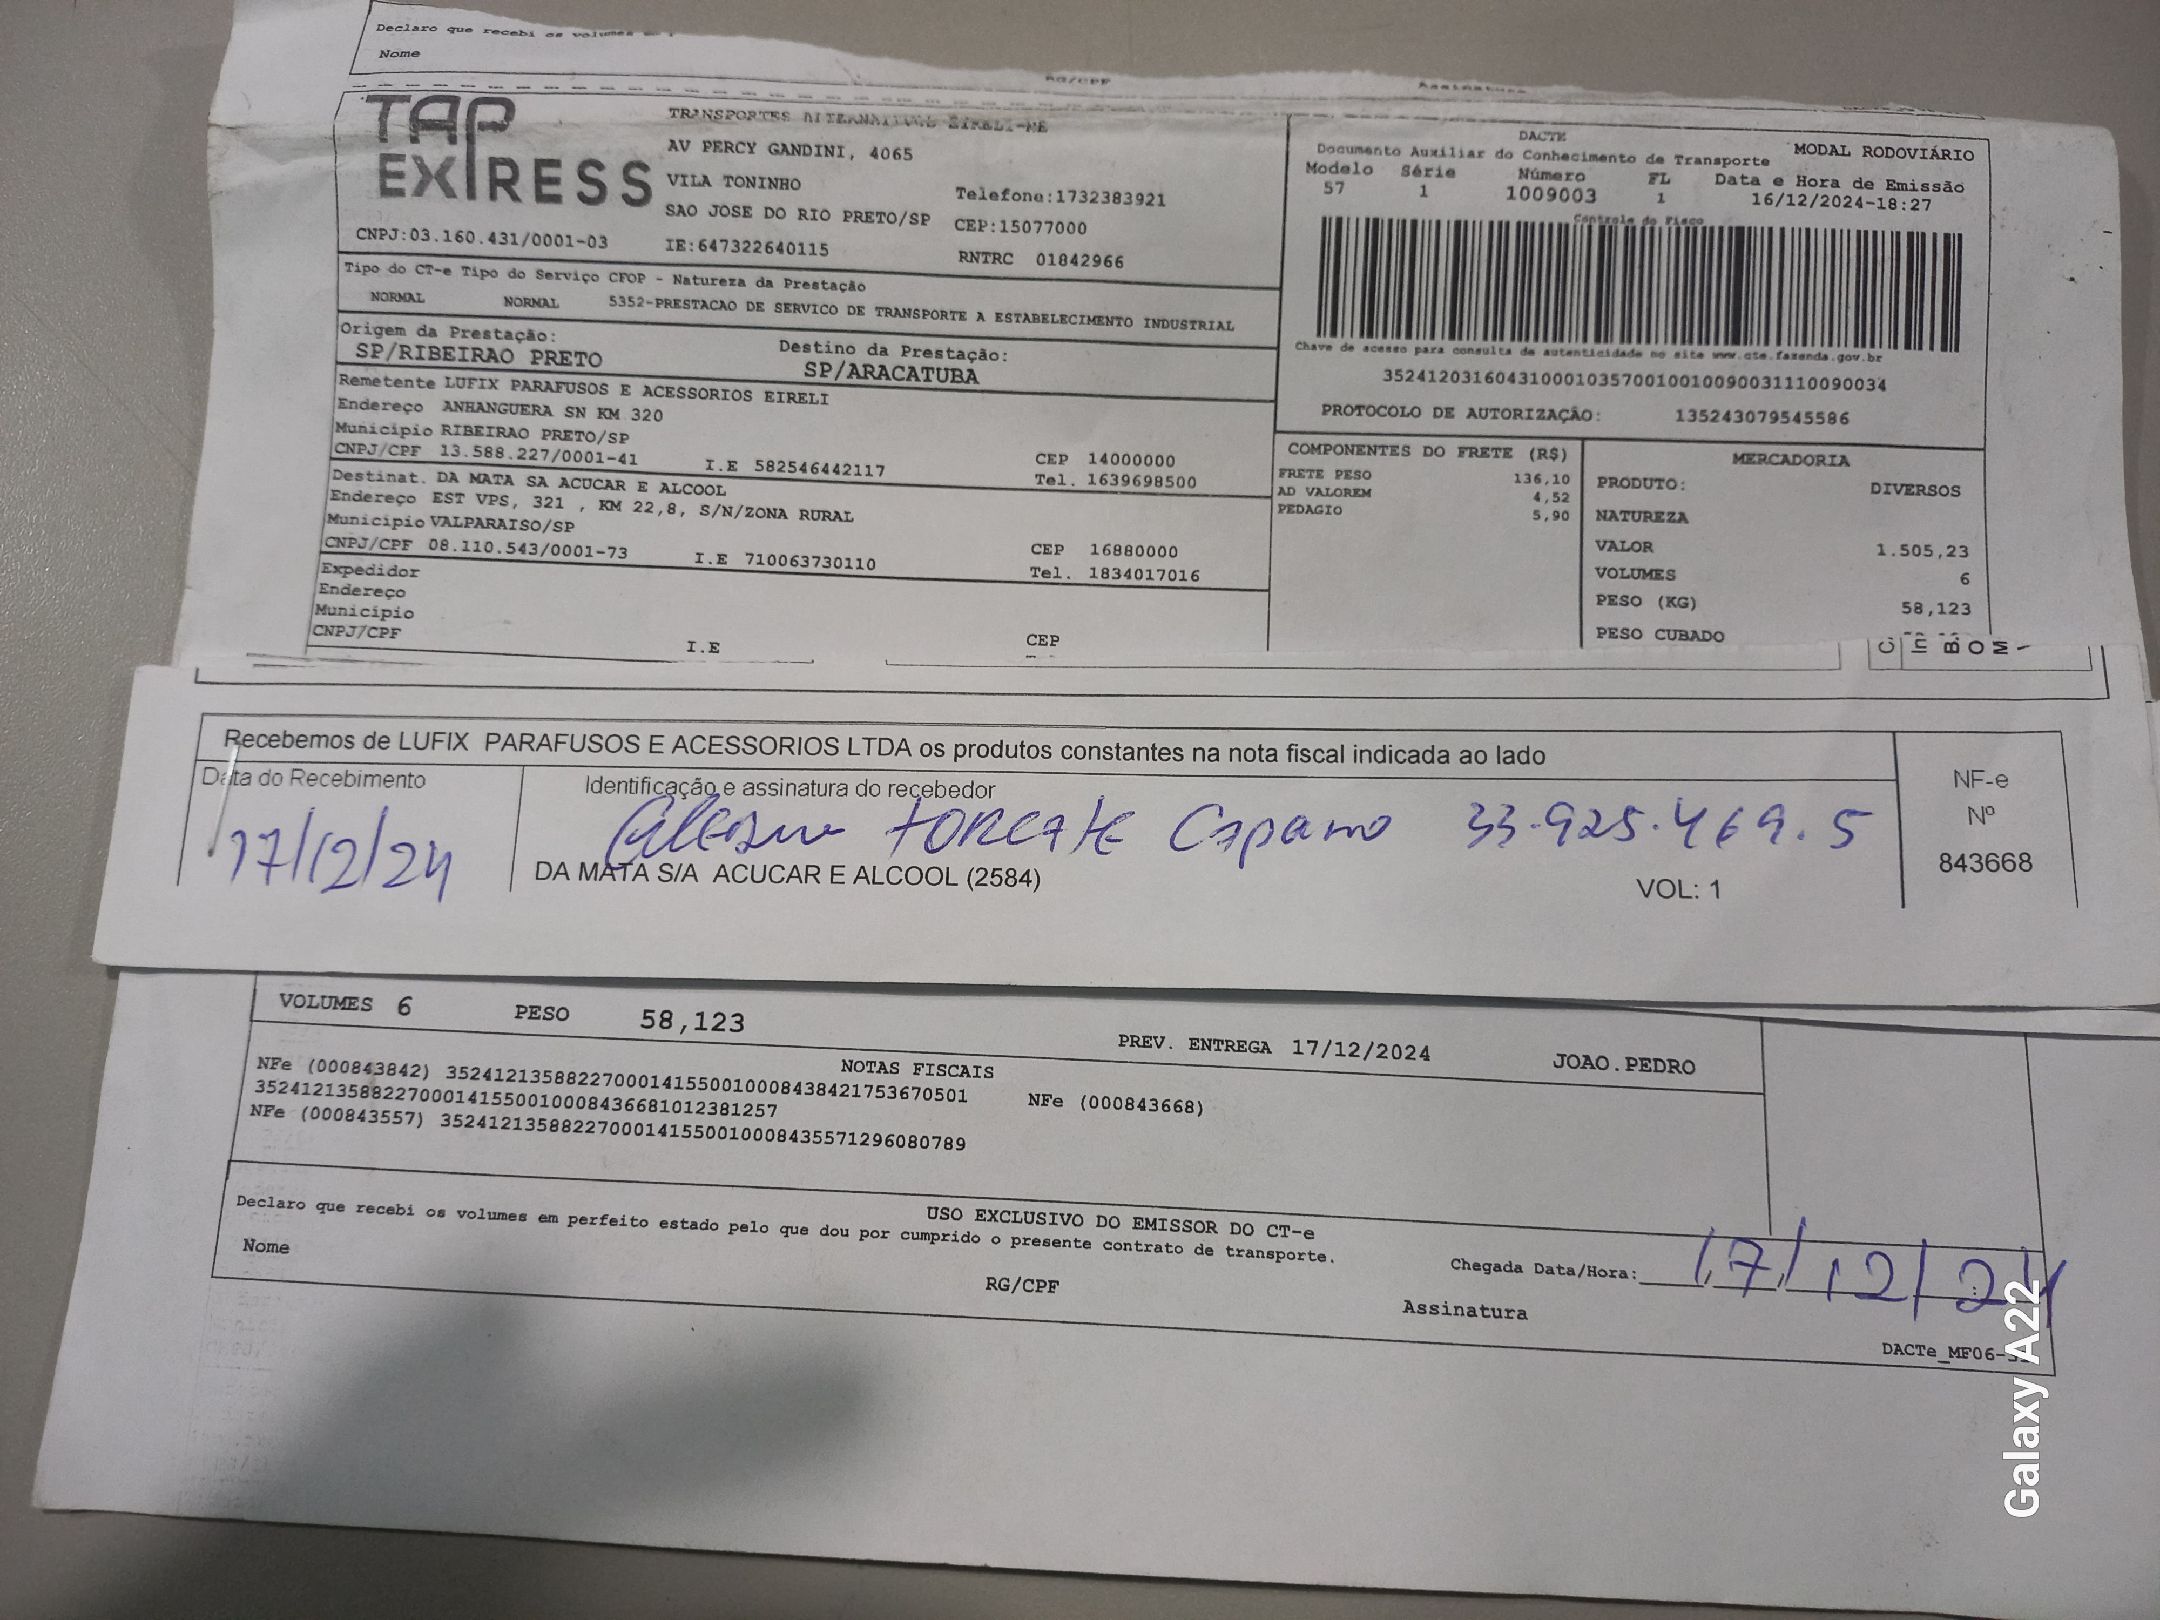 Declaro que recebi os volumes em
Nome
RG/CPF
Assinatura
TAP EXPRESS
TRANSPORTES ALTERNATIVOS EIRELI-ME
AV PERCY GANDINI, 4065
VILA TONINHO
Telefone:1732383921
SAO JOSE DO RIO PRETO/SP CEP:15077000
CNPJ:03.160.431/0001-03 IE:647322640115 RNTRC 01842966
DACTE MODAL RODOVIÁRIO
Documento Auxiliar do Conhecimento de Transporte
Modelo Série Número FL Data e Hora de Emissão
57 1 1009003 1 16/12/2024-18:27
Controle do Fisco
Chave de acesso para consulta de autenticidade no site www.cte.fazenda.gov.br
35241203160431000103570010010090031110090034
PROTOCOLO DE AUTORIZAÇÃO: 135243079545586
Tipo do CT-e Tipo do Serviço CFOP - Natureza da Prestação
NORMAL NORMAL 5352-PRESTACAO DE SERVICO DE TRANSPORTE A ESTABELECIMENTO INDUSTRIAL
Origem da Prestação: Destino da Prestação:
SP/RIBEIRAO PRETO SP/ARACATUBA
Remetente LUFIX PARAFUSOS E ACESSORIOS EIRELI
Endereço ANHANGUERA SN KM 320
Município RIBEIRAO PRETO/SP CEP 14000000
CNPJ/CPF 13.588.227/0001-41 I.E 582546442117 Tel. 1639698500
Destinat. DA MATA SA ACUCAR E ALCOOL
Endereço EST VPS, 321 , KM 22,8, S/N/ZONA RURAL
Município VALPARAISO/SP CEP 16880000
CNPJ/CPF 08.110.543/0001-73 I.E 710063730110 Tel. 1834017016
Expedidor
Endereço
Município
CNPJ/CPF I.E CEP
COMPONENTES DO FRETE (R$)
FRETE PESO 136,10
AD VALOREM 4,52
PEDAGIO 5,90
MERCADORIA
PRODUTO: DIVERSOS
NATUREZA
VALOR 1.505,23
VOLUMES 6
PESO (KG) 58,123
PESO CUBADO
Recebemos de LUFIX PARAFUSOS E ACESSORIOS LTDA os produtos constantes na nota fiscal indicada ao lado
Data do Recebimento Identificação e assinatura do recebedor
17/12/24 33.925.469.5
DA MATA S/A ACUCAR E ALCOOL (2584) VOL: 1
NF-e
Nº
843668
VOLUMES 6 PESO 58,123 PREV. ENTREGA 17/12/2024 JOAO.PEDRO
NOTAS FISCAIS
NFe (000843842) 35241213588227000141550010008438421753670501 NFe (000843668)
35241213588227000141550010008436681012381257
NFe (000843557) 35241213588227000141550010008435571296080789
USO EXCLUSIVO DO EMISSOR DO CT-e
Declaro que recebi os volumes em perfeito estado pelo que dou por cumprido o presente contrato de transporte.
Nome RG/CPF Assinatura
Chegada Data/Hora: 17/12/24
DACTe_MF06-
Galaxy A22